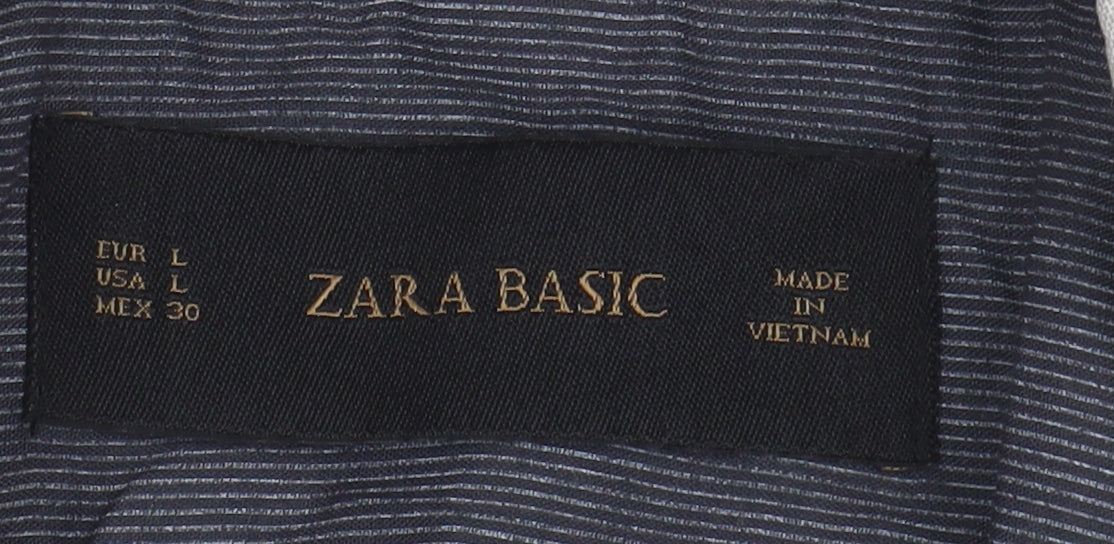 EUR L
USA L
MEX 30
ZARA BASIC
MADE
IN
VIETNAM